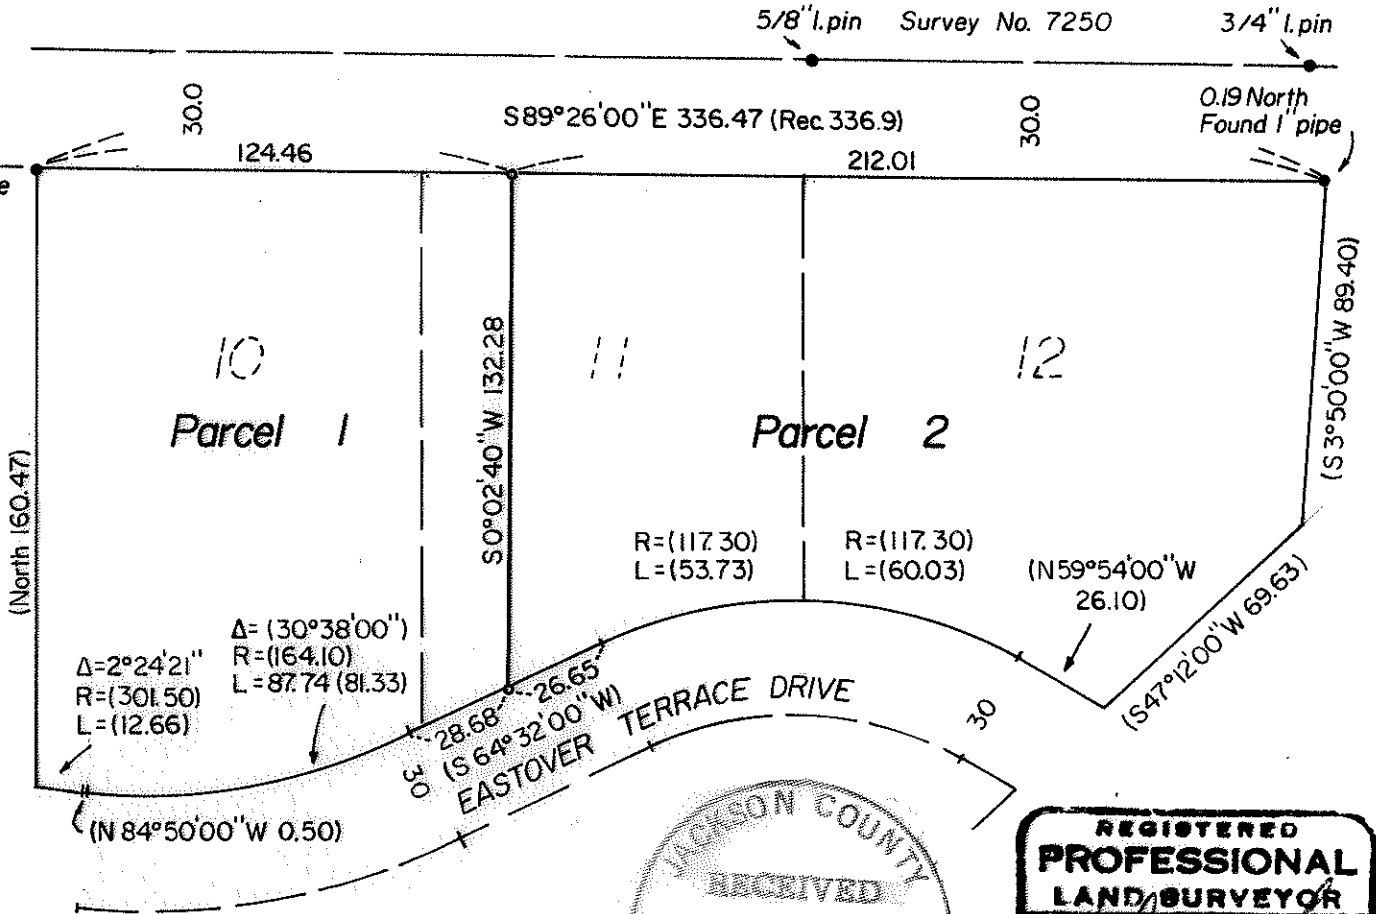 5/8" I.pin Survey No. 7250 3/4" I.pin
30.0
S89°26'00"E 336.47 (Rec. 336.9)
30.0
0.19 North
Found 1" pipe
124.46
212.01
e
10
11
12
Parcel 1
Parcel 2
(North 160.47)
S0°02'40"W 132.28
(S 3°50'00"W 89.40)
R=(117.30)
L=(53.73)
R=(117.30)
L=(60.03)
(N59°54'00"W
26.10)
(S47°12'00"W 69.63)
Δ=2°24'21"
R=(301.50)
L=(12.66)
Δ= (30°38'00")
R=(164.10)
L=87.74 (81.33)
28.68
26.65
(S 64°32'00"W)
EASTOVER TERRACE DRIVE
30
30
(N 84°50'00"W 0.50)
JACKSON COUNTY
RECEIVED
REGISTERED
PROFESSIONAL
LAND SURVEYOR